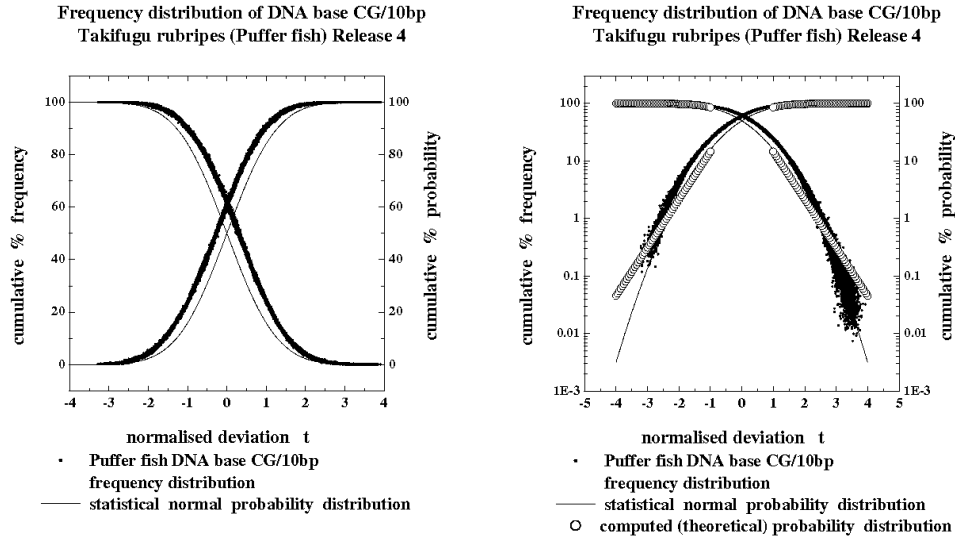 Frequency distribution of DNA base CG/10bp
Takifugu rubripes (Puffer fish) Release 4
100
80
60
40
20
0
100
80
60
40
20
0
-4 -3 -2 -1 0 1 2 3 4
cumulative % frequency
cumulative % probability
normalised deviation t
Puffer fish DNA base CG/10bp
frequency distribution
statistical normal probability distribution
Frequency distribution of DNA base CG/10bp
Takifugu rubripes (Puffer fish) Release 4
100
10
1
0.1
0.01
1E-3
100
10
1
0.1
0.01
1E-3
-5 -4 -3 -2 -1 0 1 2 3 4 5
cumulative % frequency
cumulative % probability
normalised deviation t
Puffer fish DNA base CG/10bp
frequency distribution
statistical normal probability distribution
computed (theoretical) probability distribution